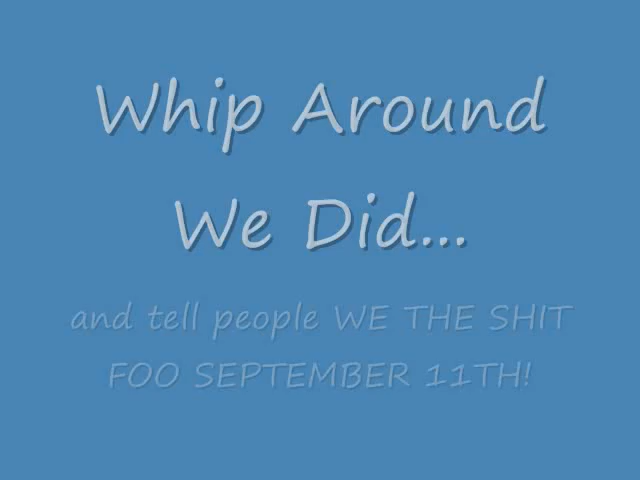 Whip Around
We Did...
and tell people WE THE SHIT
FOO SEPTEMBER 11TH!